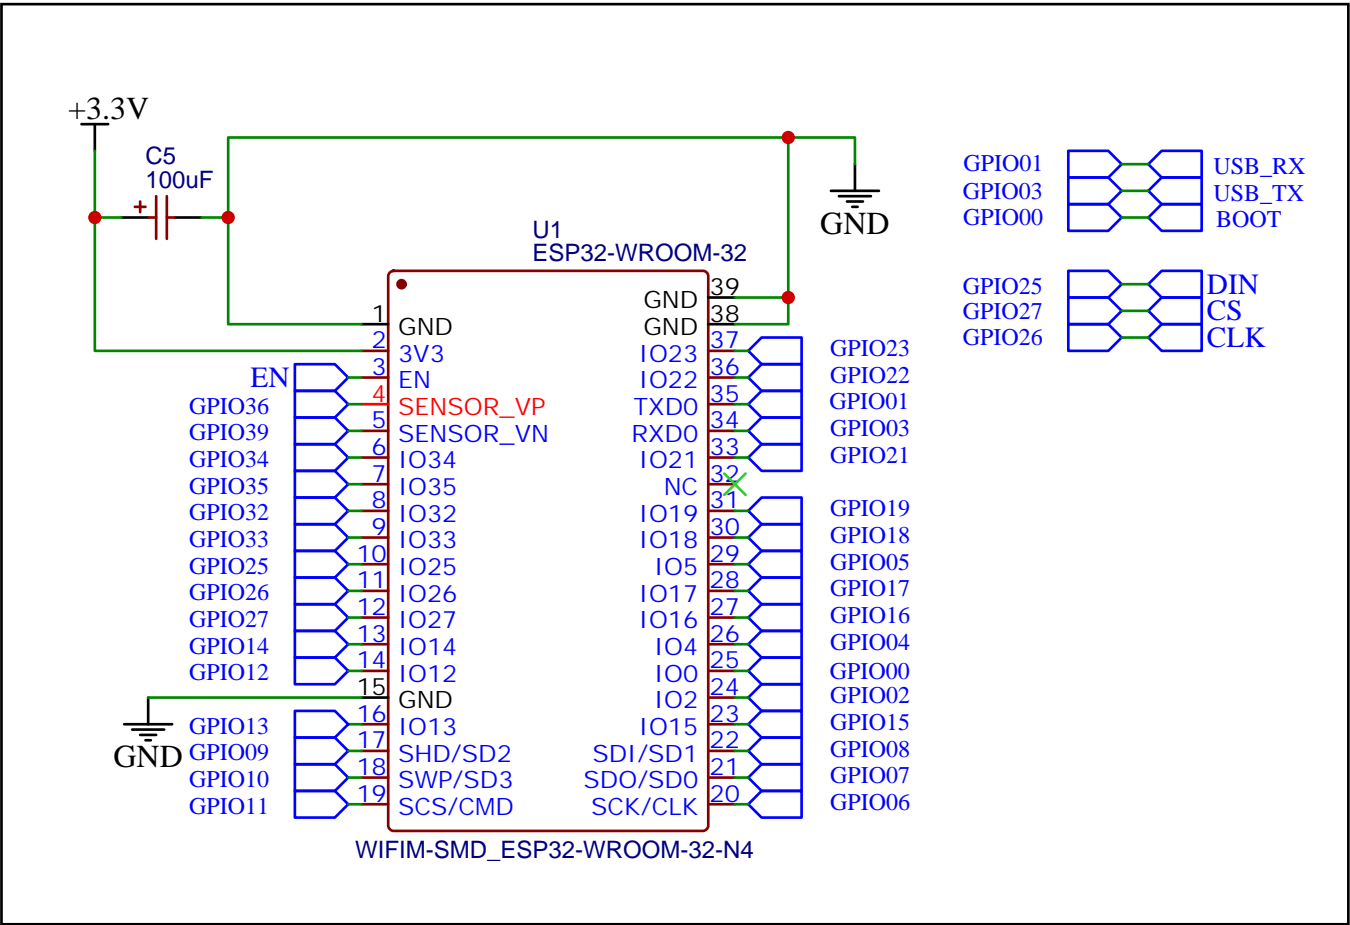 +3.3V
C5
100uF
+
GND
U1
ESP32-WROOM-32
1 GND
2 3V3
EN 3 EN
GPIO36 4 SENSOR_VP
GPIO39 5 SENSOR_VN
GPIO34 6 IO34
GPIO35 7 IO35
GPIO32 8 IO32
GPIO33 9 IO33
GPIO25 10 IO25
GPIO26 11 IO26
GPIO27 12 IO27
GPIO14 13 IO14
GPIO12 14 IO12
15 GND
GND
GPIO13 16 IO13
GPIO09 17 SHD/SD2
GPIO10 18 SWP/SD3
GPIO11 19 SCS/CMD
GND 39
GND 38
IO23 37 GPIO23
IO22 36 GPIO22
TXD0 35 GPIO01
RXD0 34 GPIO03
IO21 33 GPIO21
NC 32
IO19 31 GPIO19
IO18 30 GPIO18
IO5 29 GPIO05
IO17 28 GPIO17
IO16 27 GPIO16
IO4 26 GPIO04
IO0 25 GPIO00
IO2 24 GPIO02
IO15 23 GPIO15
SDI/SD1 22 GPIO08
SDO/SD0 21 GPIO07
SCK/CLK 20 GPIO06
WIFIM-SMD_ESP32-WROOM-32-N4
GPIO01 USB_RX
GPIO03 USB_TX
GPIO00 BOOT
GPIO25 DIN
GPIO27 CS
GPIO26 CLK